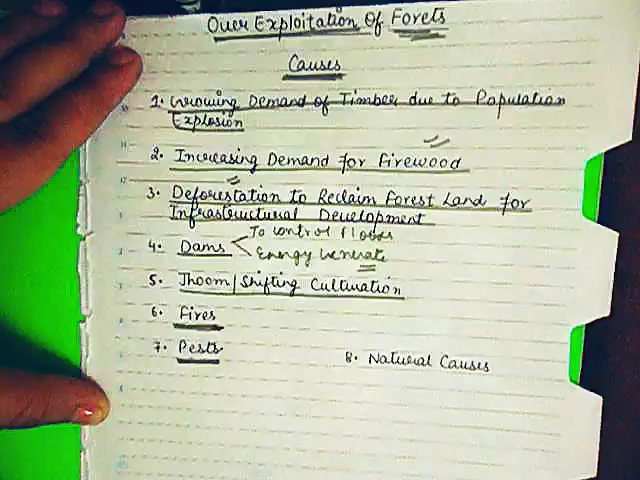 Over Exploitation Of Forets
Causes
1. Growing Demand of Timber due to Population
Explosion
2. Increasing Demand for Firewood
3. Deforestation to Reclaim Forest Land for
Infrastructural Development
4. Dams To control floods
Energy Generate
5. Jhoom/Shifting Cultivation
6. Fires
7. Pests
8. Natural Causes